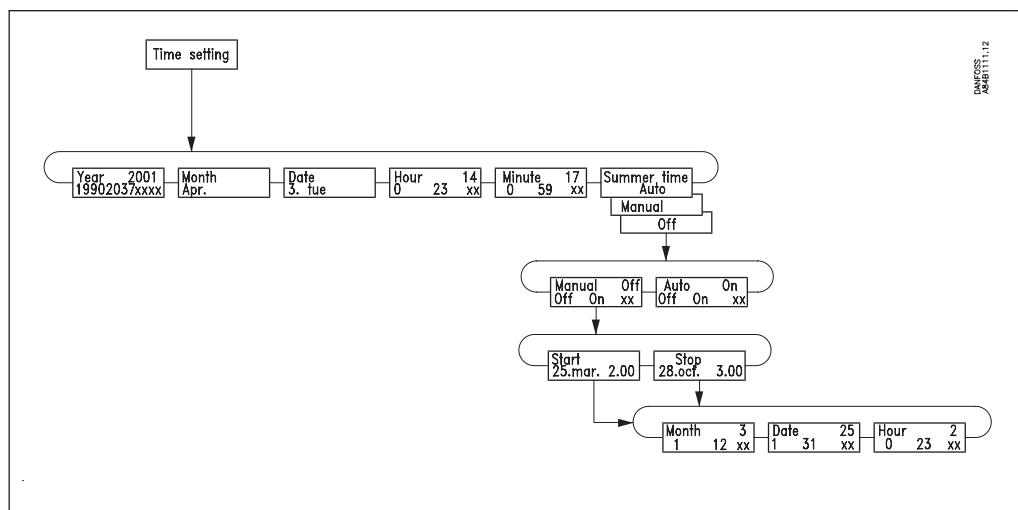 DANFOSS
A84B1111.12
Time setting
Year 2001
19902037xxxx
Month
Apr.
Date
3. tue
Hour 14
0 23 xx
Minute 17
0 59 xx
Summer time
Auto
Manual
Off
Manual Off
Off On xx
Auto On
Off On xx
Start
25.mar. 2.00
Stop
28.ocf. 3.00
Month 3
1 12 xx
Date 25
1 31 xx
Hour 2
0 23 xx